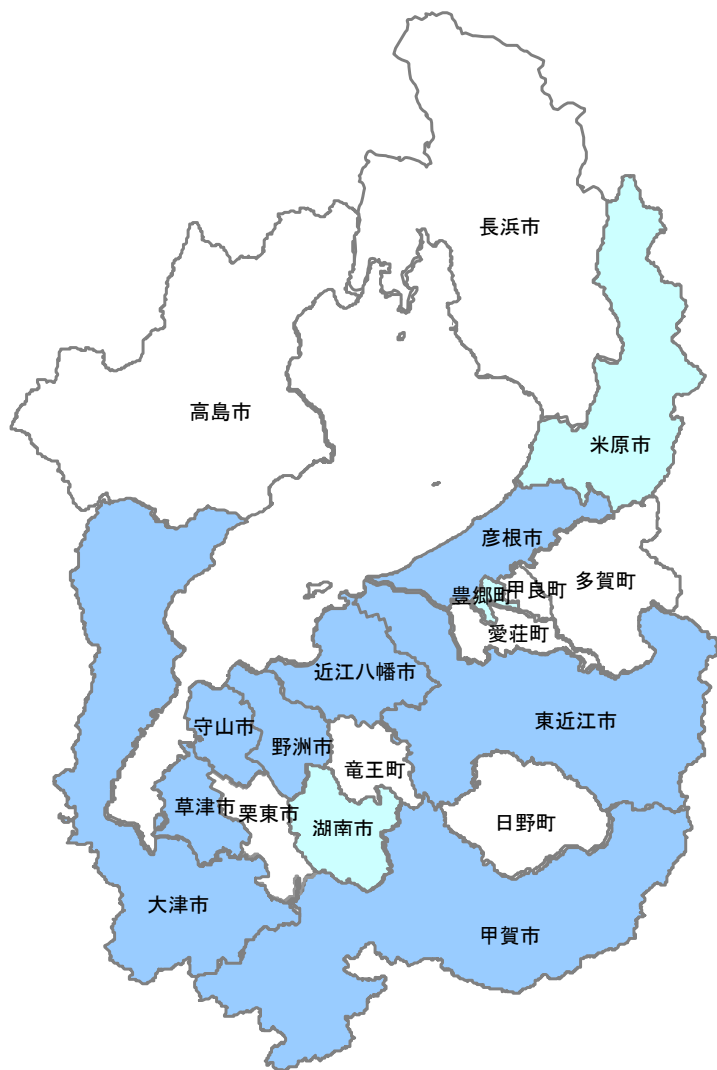 長浜市
高島市
米原市
彦根市
多賀町
甲良町
豊郷町
愛荘町
近江八幡市
東近江市
守山市
野洲市
竜王町
草津市
栗東市
湖南市
日野町
大津市
甲賀市